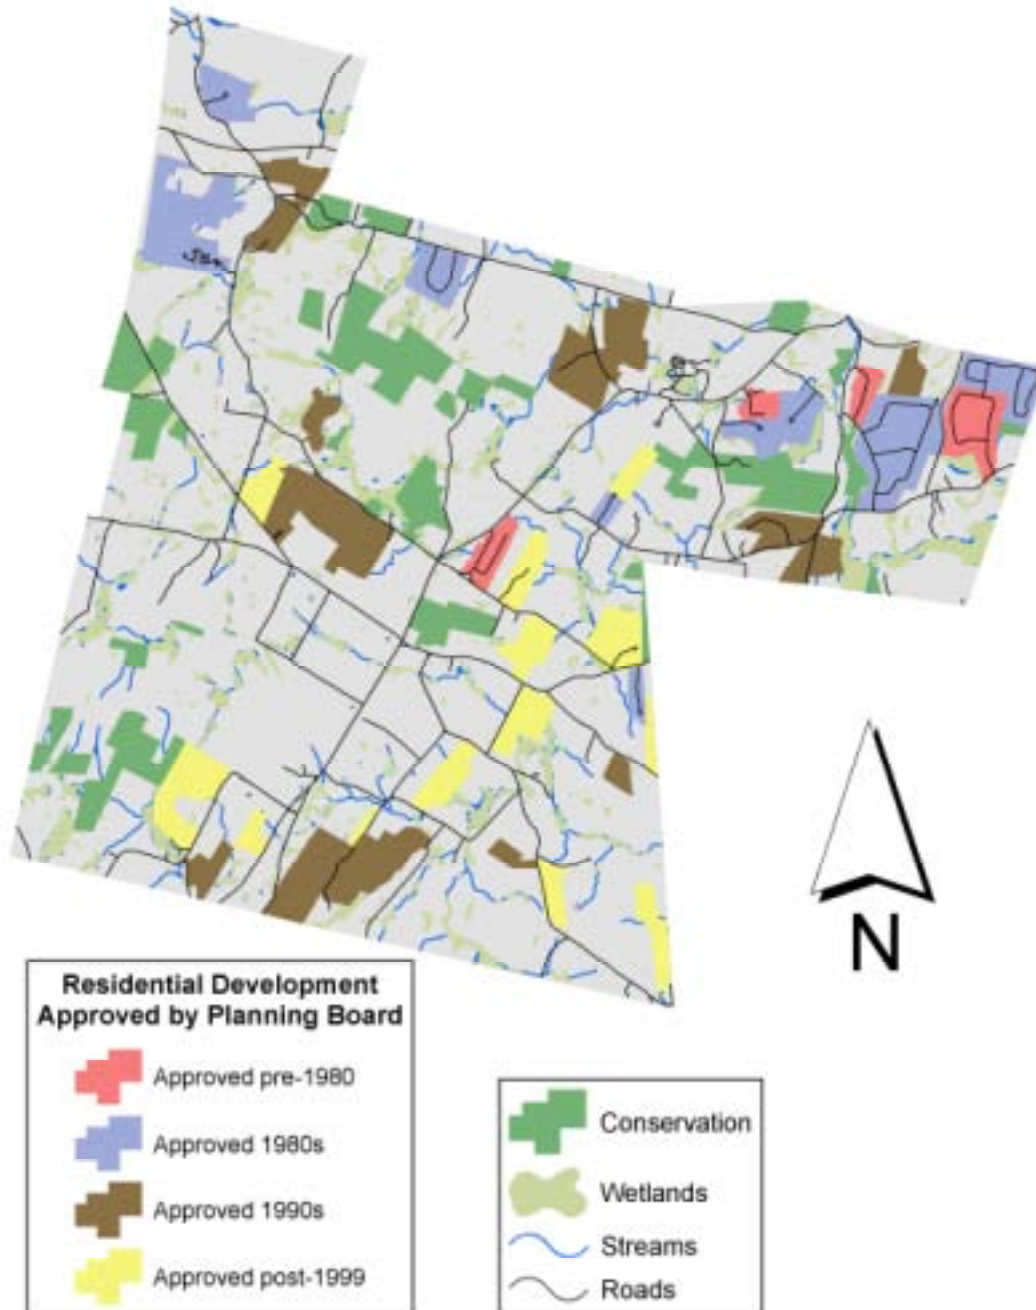 N
Residential Development
Approved by Planning Board
Approved pre-1980
Approved 1980s
Approved 1990s
Approved post-1999
Conservation
Wetlands
Streams
Roads